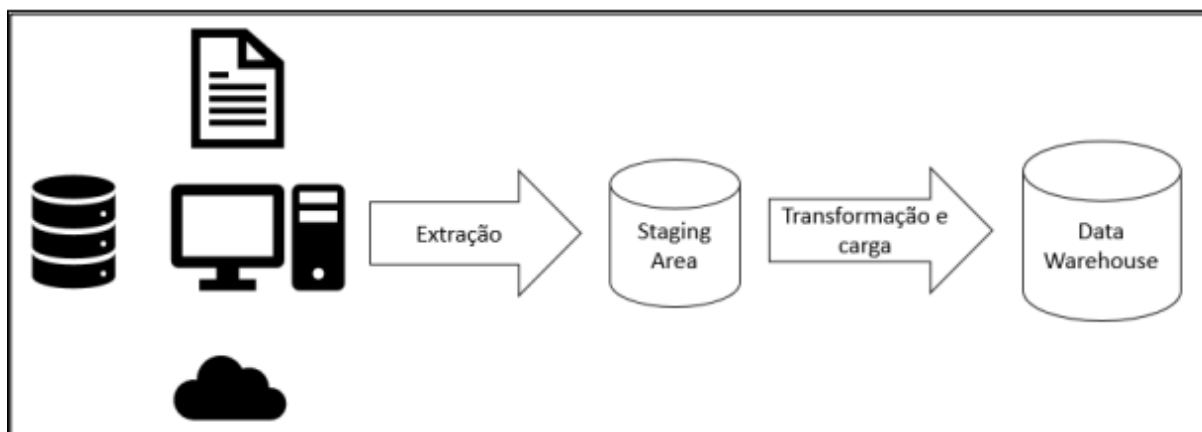 Extração
Staging
Area
Transformação e
carga
Data
Warehouse